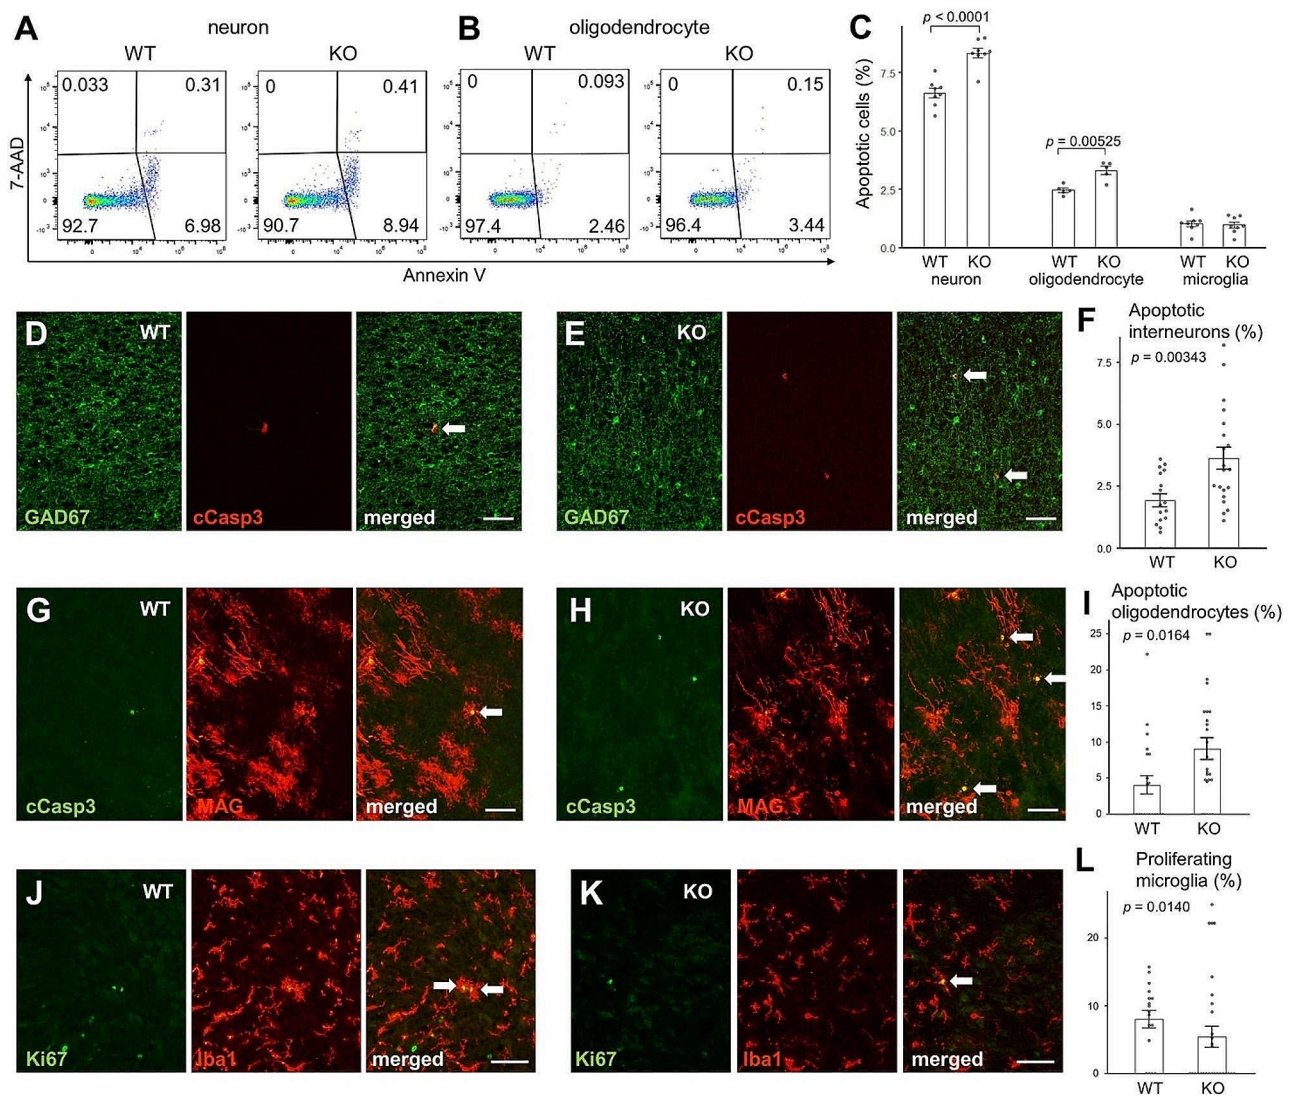 A
neuron
WT
KO
0.033
0.31
92.7
6.98
0
0.41
90.7
8.94
7-AAD
Annexin V
B
oligodendrocyte
WT
KO
0
0.093
97.4
2.46
0
0.15
96.4
3.44
C
p < 0.0001
p = 0.00525
Apoptotic cells (%)
7.5
5.0
2.5
0.0
WT KO WT KO WT KO
neuron oligodendrocyte microglia
D
WT
GAD67
cCasp3
merged
E
KO
GAD67
cCasp3
merged
F
Apoptotic
interneurons (%)
p = 0.00343
7.5
5.0
2.5
0.0
WT KO
G
WT
cCasp3
MAG
merged
H
KO
cCasp3
MAG
merged
I
Apoptotic
oligodendrocytes (%)
p = 0.0164
25
20
15
10
5
0
WT KO
J
WT
Ki67
Iba1
merged
K
KO
Ki67
Iba1
merged
L
Proliferating
microglia (%)
p = 0.0140
20
10
0
WT KO